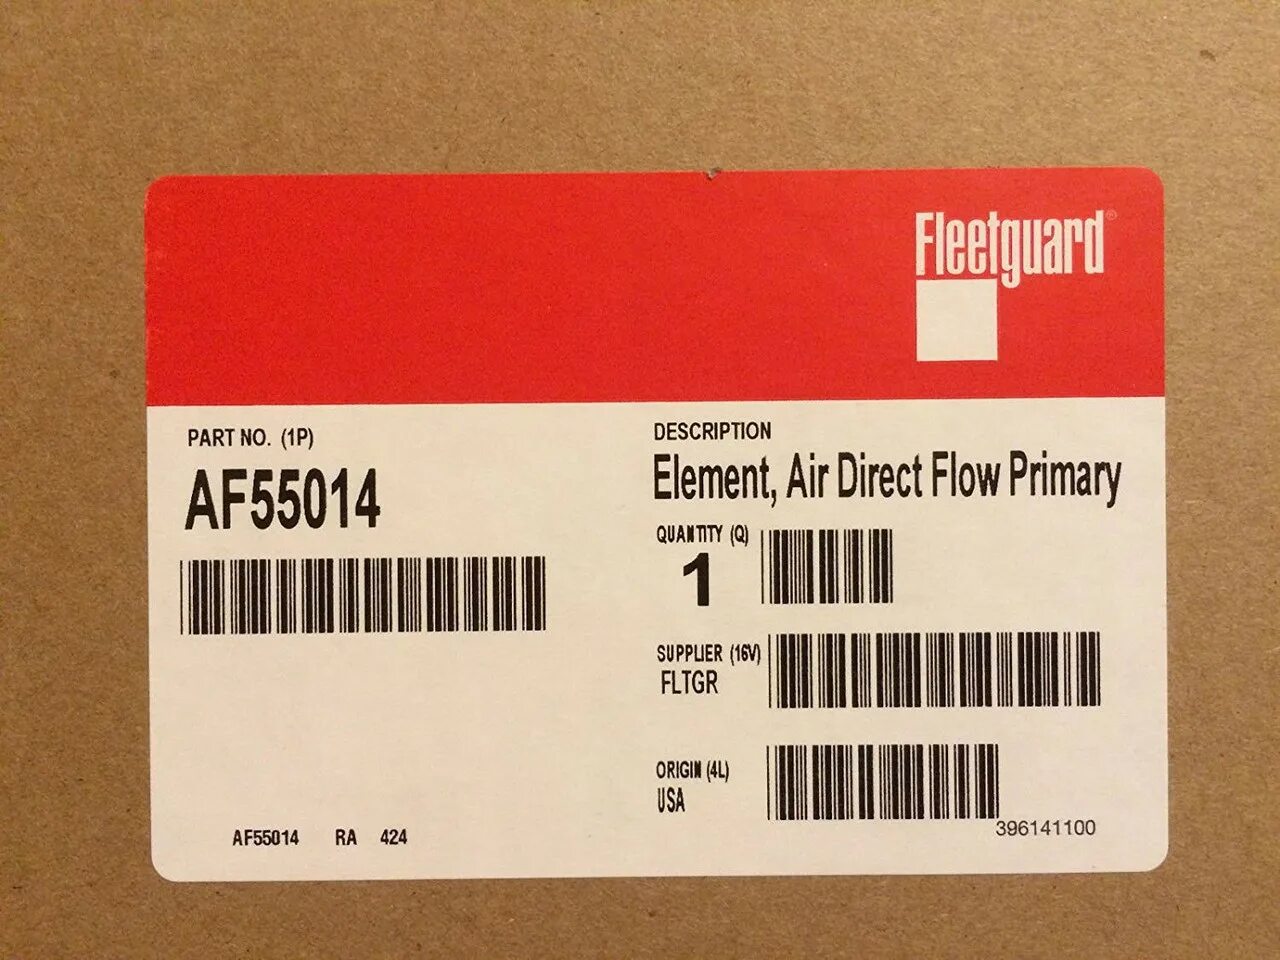 Fleetguard®
PART NO. (1P)
AF55014
DESCRIPTION
Element, Air Direct Flow Primary
QUANTITY (Q)
1
SUPPLIER (16V)
FLTGR
ORIGIN (4L)
USA
396141100
AF55014 RA 424